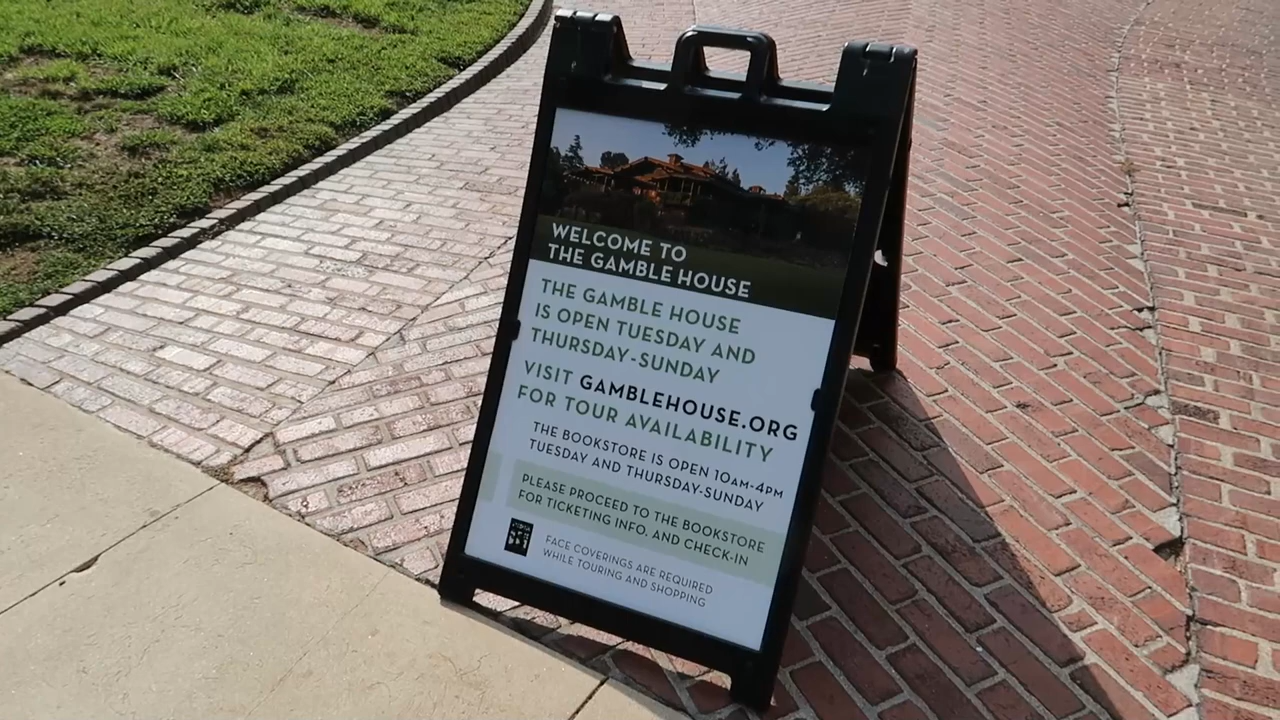 WELCOME TO
THE GAMBLE HOUSE
THE GAMBLE HOUSE
IS OPEN TUESDAY AND
THURSDAY-SUNDAY
VISIT GAMBLEHOUSE.ORG
FOR TOUR AVAILABILITY
THE BOOKSTORE IS OPEN 10AM-4PM
TUESDAY AND THURSDAY-SUNDAY
PLEASE PROCEED TO THE BOOKSTORE
FOR TICKETING INFO, AND CHECK-IN
FACE COVERINGS ARE REQUIRED
WHILE TOURING AND SHOPPING